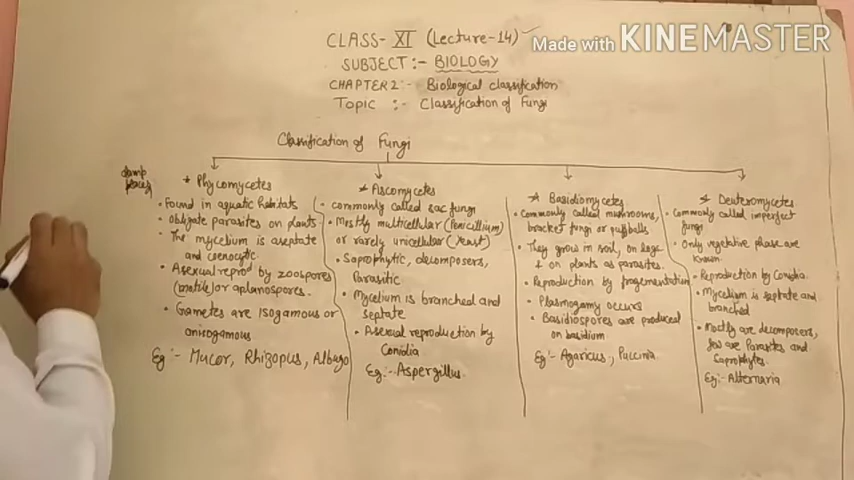 CLASS- XI (Lecture-14)
Made with KINEMASTER
SUBJECT:- BIOLOGY
CHAPTER 2:- Biological classification
TOPIC :- Classification of Fungi
Classification of Fungi
damp places
* Phycomycetes
• Found in aquatic habitats
• Obligate parasites on plants
• The mycelium is aseptate
and coenocytic
• Asexual reprod by zoospores
(motile) or aplanospores.
• Gametes are isogamous or
anisogamous
Eg:- Mucor, Rhizopus, Albugo
* Ascomycetes
• commonly called sac fungi
• Mostly multicellular (Penicillium)
or rarely unicellular (yeast)
• Saprophytic, decomposers,
Parasitic
• Mycelium is branched and
septate
• Asexual reproduction by
Conidia
Eg:- Aspergillus
* Basidiomycetes
• Commonly called mushrooms,
bracket fungi or puffballs
• They grow in soil, on logs
& on plants as parasites.
• Reproduction by fragmentation
• Plasmogamy occurs
• Basidiospores are produced
on basidium
Eg:- Agaricus, Puccinia
* Deuteromycetes
• Commonly called imperfect
fungi
• Only vegetative phase are
known
• Reproduction by Conidia
• Mycelium is septate and
branched
• Mostly are decomposers,
few are Parasites and
Saprophytes.
Eg:- Alternaria